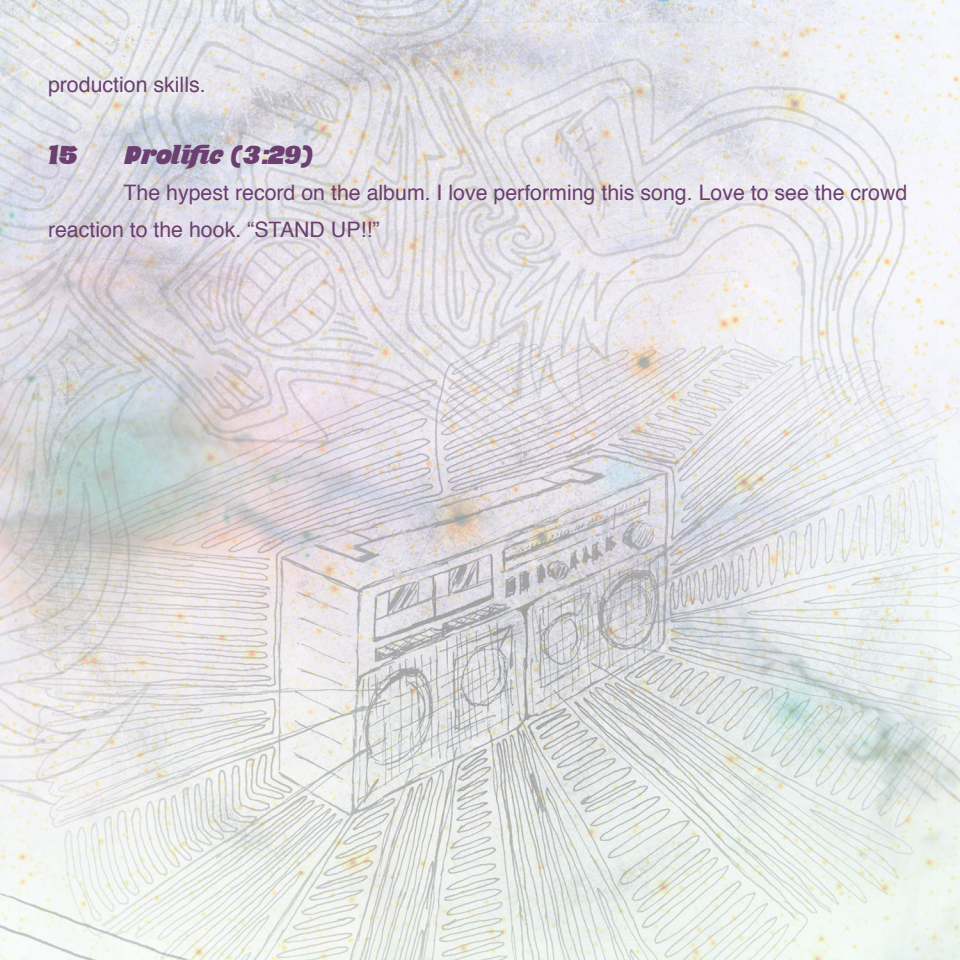 production skills.
15 Prolific (3:29)
The hypest record on the album. I love performing this song. Love to see the crowd
reaction to the hook. “STAND UP!!”